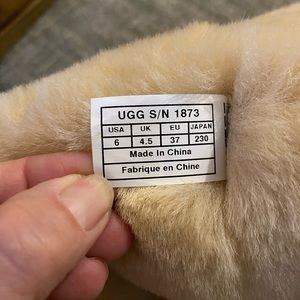 UGG S/N 1873
USA UK EU JAPAN
6 4.5 37 230
Made In China
Fabrique en Chine